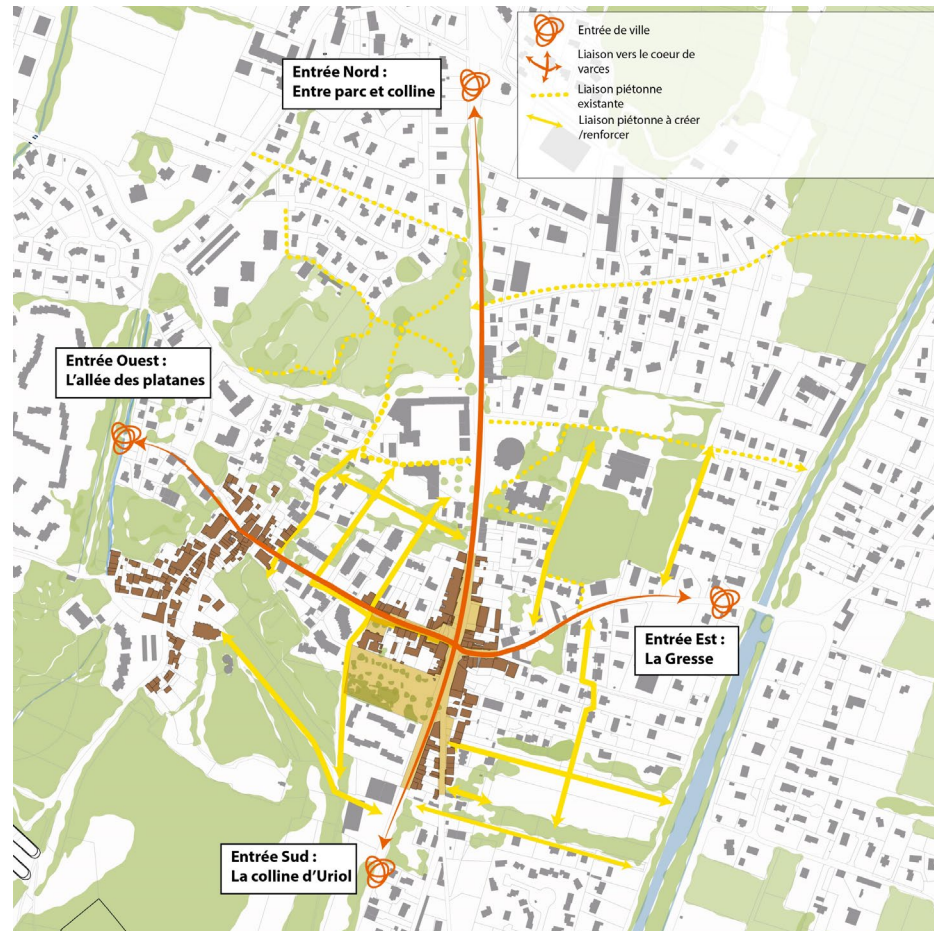 Entrée de ville
Liaison vers le coeur de
varces
Liaison piétonne
existante
Liaison piétonne à créer
/renforcer
Entrée Nord :
Entre parc et colline
Entrée Ouest :
L'allée des platanes
Entrée Est :
La Gresse
Entrée Sud :
La colline d'Uriol